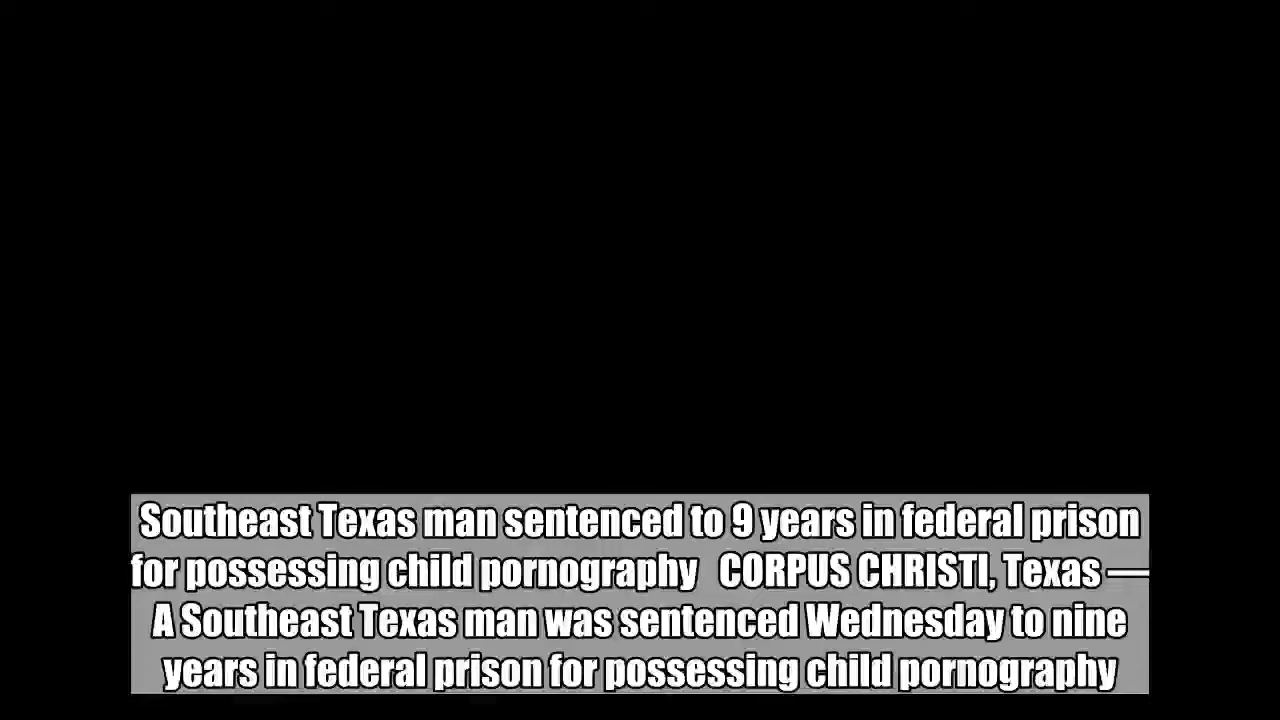 Southeast Texas man sentenced to 9 years in federal prison
for possessing child pornography CORPUS CHRISTI, Texas —
A Southeast Texas man was sentenced Wednesday to nine
years in federal prison for possessing child pornography